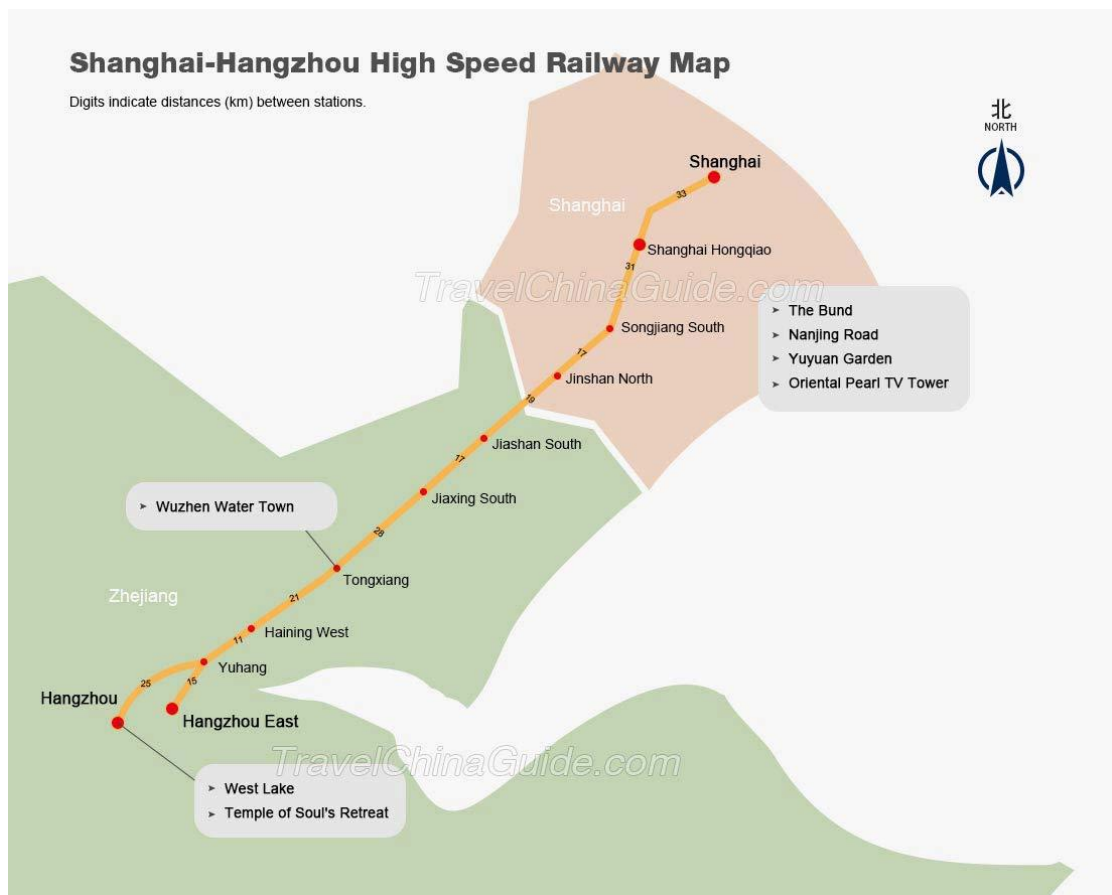 Shanghai-Hangzhou High Speed Railway Map
Digits indicate distances (km) between stations.
北
NORTH
Shanghai
33
Shanghai
Shanghai Hongqiao
31
TravelChinaGuide.com
The Bund
Nanjing Road
Yuyuan Garden
Oriental Pearl TV Tower
Songjiang South
17
Jinshan North
19
Jiashan South
17
Jiaxing South
Wuzhen Water Town
28
Tongxiang
Zhejiang
21
Haining West
11
Yuhang
25
15
Hangzhou
Hangzhou East
TravelChinaGuide.com
West Lake
Temple of Soul's Retreat